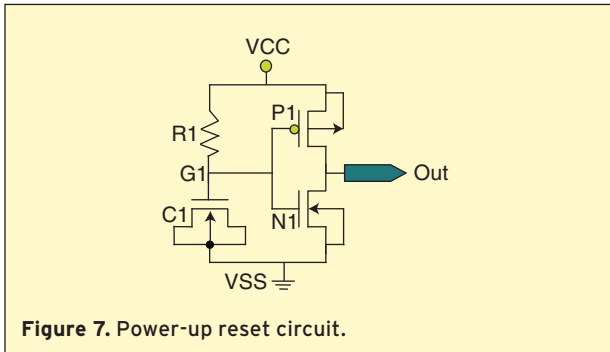 VCC
P1
R1
G1
Out
C1
N1
VSS
Figure 7. Power-up reset circuit.